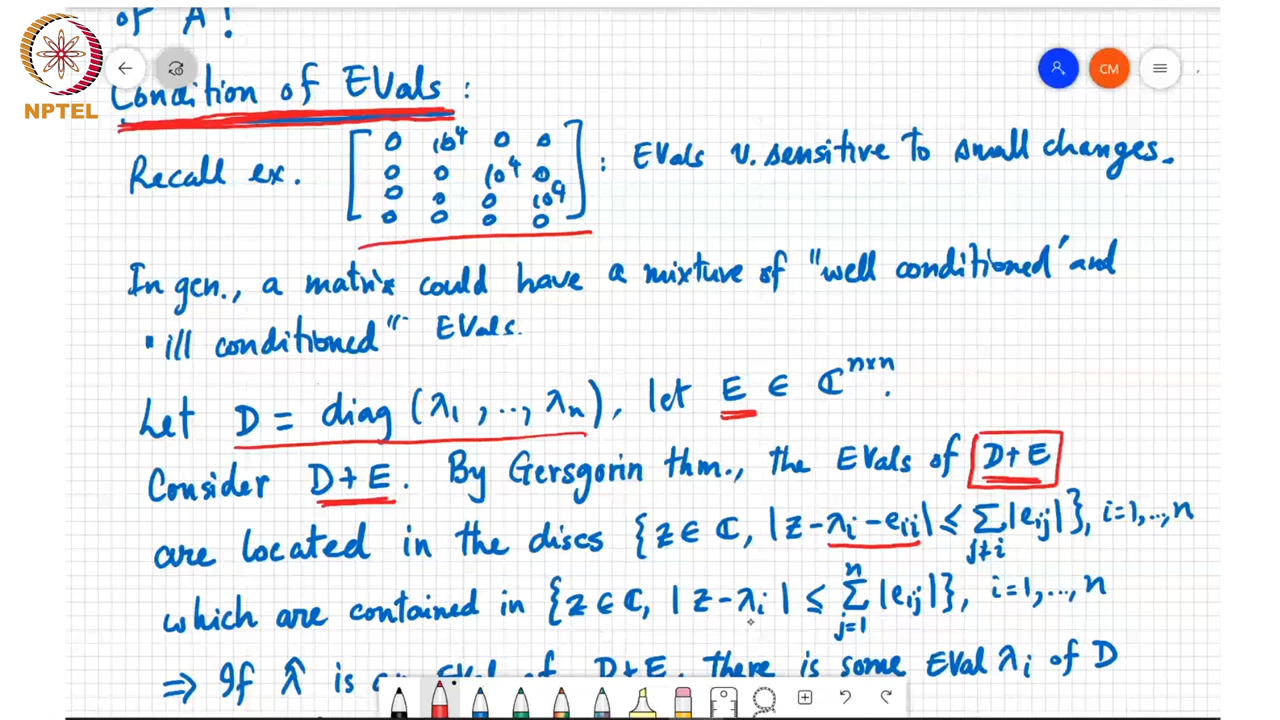 of A!
NPTEL
CM
Condition of EVals :
Recall ex. [ 0 10^4 0 0 ] : EVals v. sensitive to small changes.
0 0 10^4 0
0 0 0 10^4
0 0 0 0
In gen., a matrix could have a mixture of "well conditioned" and
"ill conditioned" EVals.
Let D = diag (λ₁, .., λₙ), let E ∈ ℂ^{n×n}.
Consider D+E. By Gersgorin thm., the EVals of D+E
are located in the discs {z ∈ ℂ, |z-λᵢ-eᵢᵢ| ≤ Σ_{j≠i} |eᵢⱼ|}, i=1,..,n
which are contained in {z ∈ ℂ, |z-λᵢ| ≤ Σ_{j=1}^{n} |eᵢⱼ|}, i=1,..,n
⇒ If λ̂ is an EVal of D+E, there is some EVal λᵢ of D